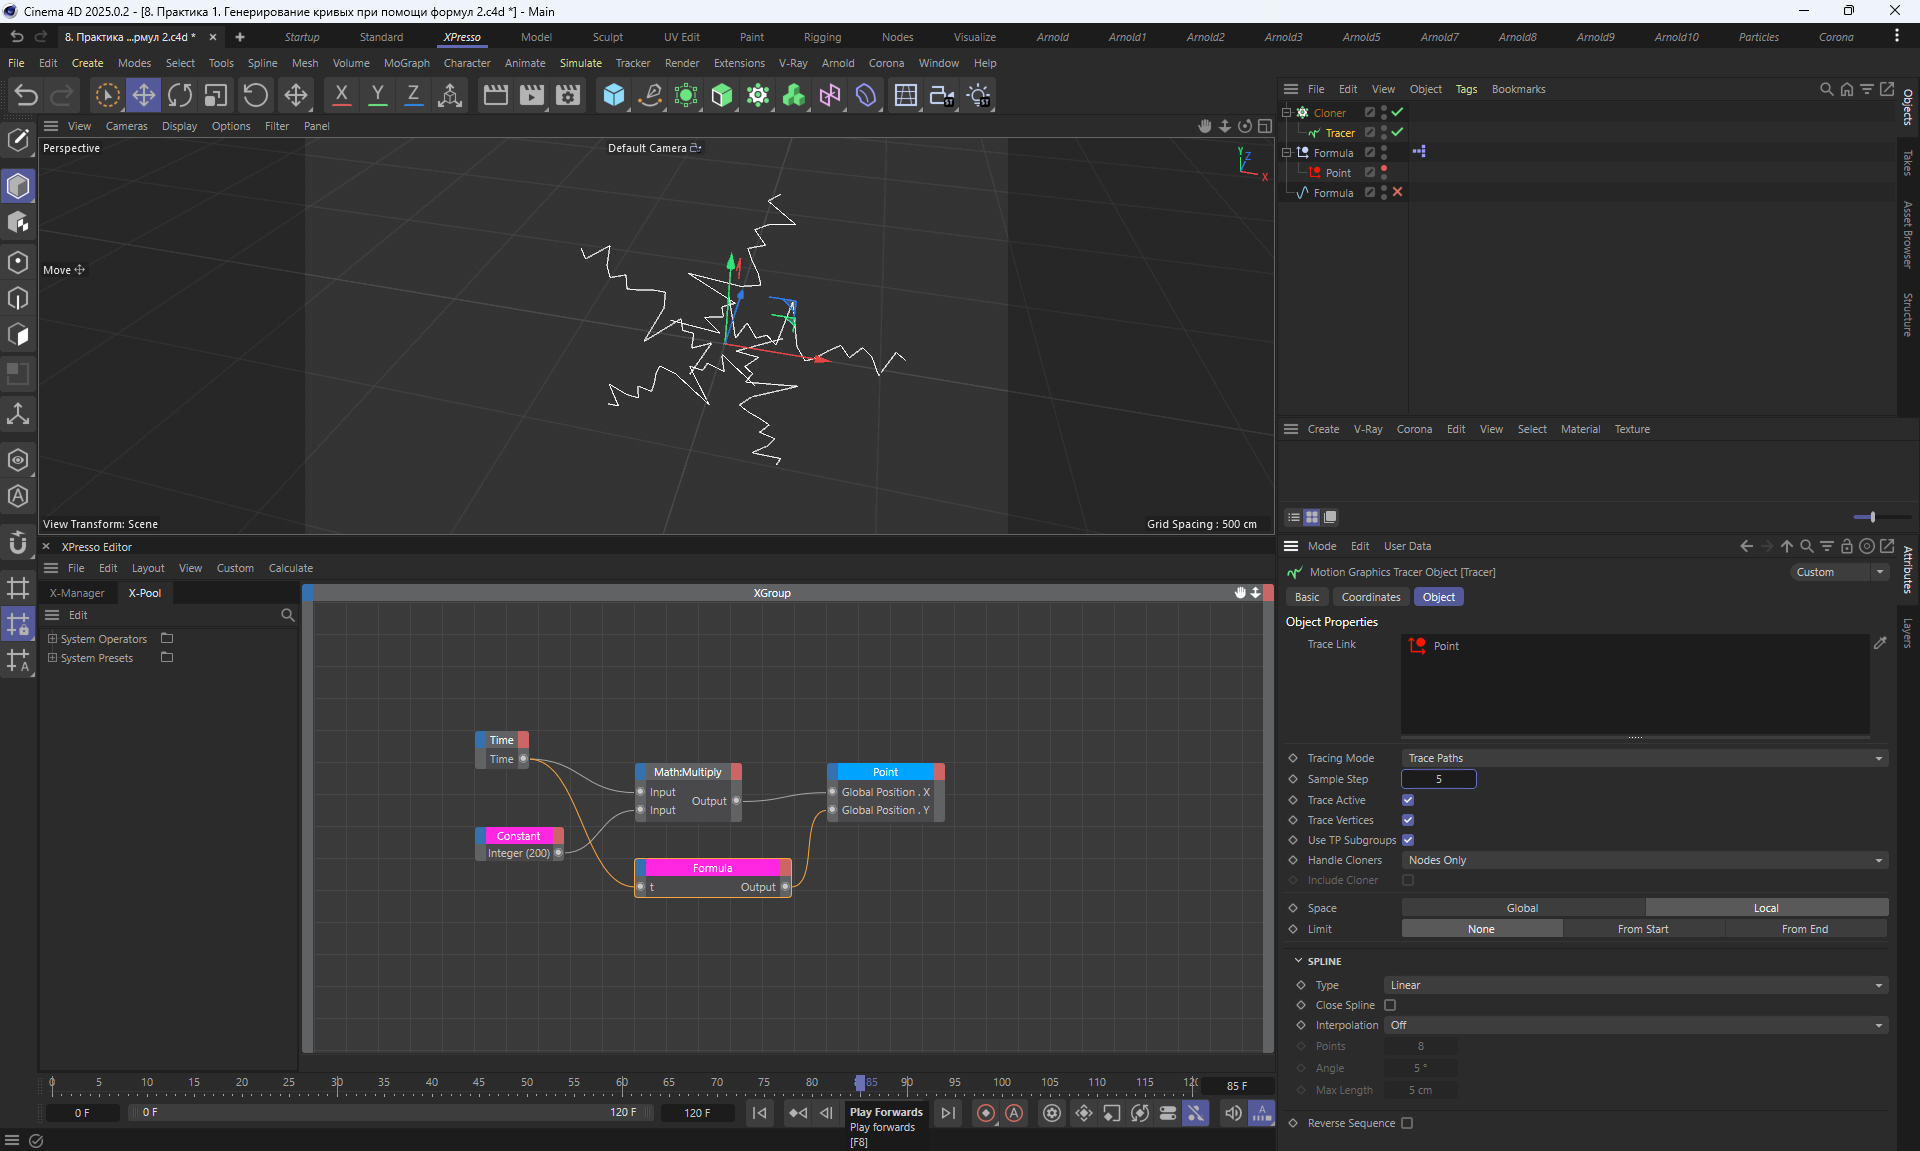 Cinema 4D 2025.0.2 - [8. Практика 1. Генерирование кривых при помощи формул 2.c4d *] - Main
8. Практика ...рмул 2.c4d * Startup Standard XPresso Model Sculpt UV Edit Paint Rigging Nodes Visualize Arnold Arnold1 Arnold2 Arnold3 Arnold5 Arnold7 Arnold8 Arnold9 Arnold10 Particles Corona
File Edit Create Modes Select Tools Spline Mesh Volume MoGraph Character Animate Simulate Tracker Render Extensions V-Ray Arnold Corona Window Help
X Y Z ST ST
View Cameras Display Options Filter Panel
Perspective
Default Camera
Y
Z
X
Move
View Transform: Scene
Grid Spacing : 500 cm
XPresso Editor
File Edit Layout View Custom Calculate
X-Manager X-Pool
Edit
System Operators
System Presets
XGroup
Time
Time
Math:Multiply
Input
Output
Input
Point
Global Position . X
Global Position . Y
Constant
Integer (200)
Formula
t Output
0 5 10 15 20 25 30 35 40 45 50 55 60 65 70 75 80 85 90 95 100 105 110 115 12(
85 F
0 F 0 F 120 F 120 F
Play Forwards
Play forwards
[F8]
File Edit View Object Tags Bookmarks
Cloner
Tracer
Formula
Point
Formula
Objects
Takes
Asset Browser
Structure
Create V-Ray Corona Edit View Select Material Texture
Mode Edit User Data
Motion Graphics Tracer Object [Tracer]
Custom
Basic Coordinates Object
Object Properties
Trace Link Point
Tracing Mode Trace Paths
Sample Step 5
Trace Active
Trace Vertices
Use TP Subgroups
Handle Cloners Nodes Only
Include Cloner
Space Global Local
Limit None From Start From End
SPLINE
Type Linear
Close Spline
Interpolation Off
Points 8
Angle 5 °
Max Length 5 cm
Reverse Sequence
Attributes
Layers